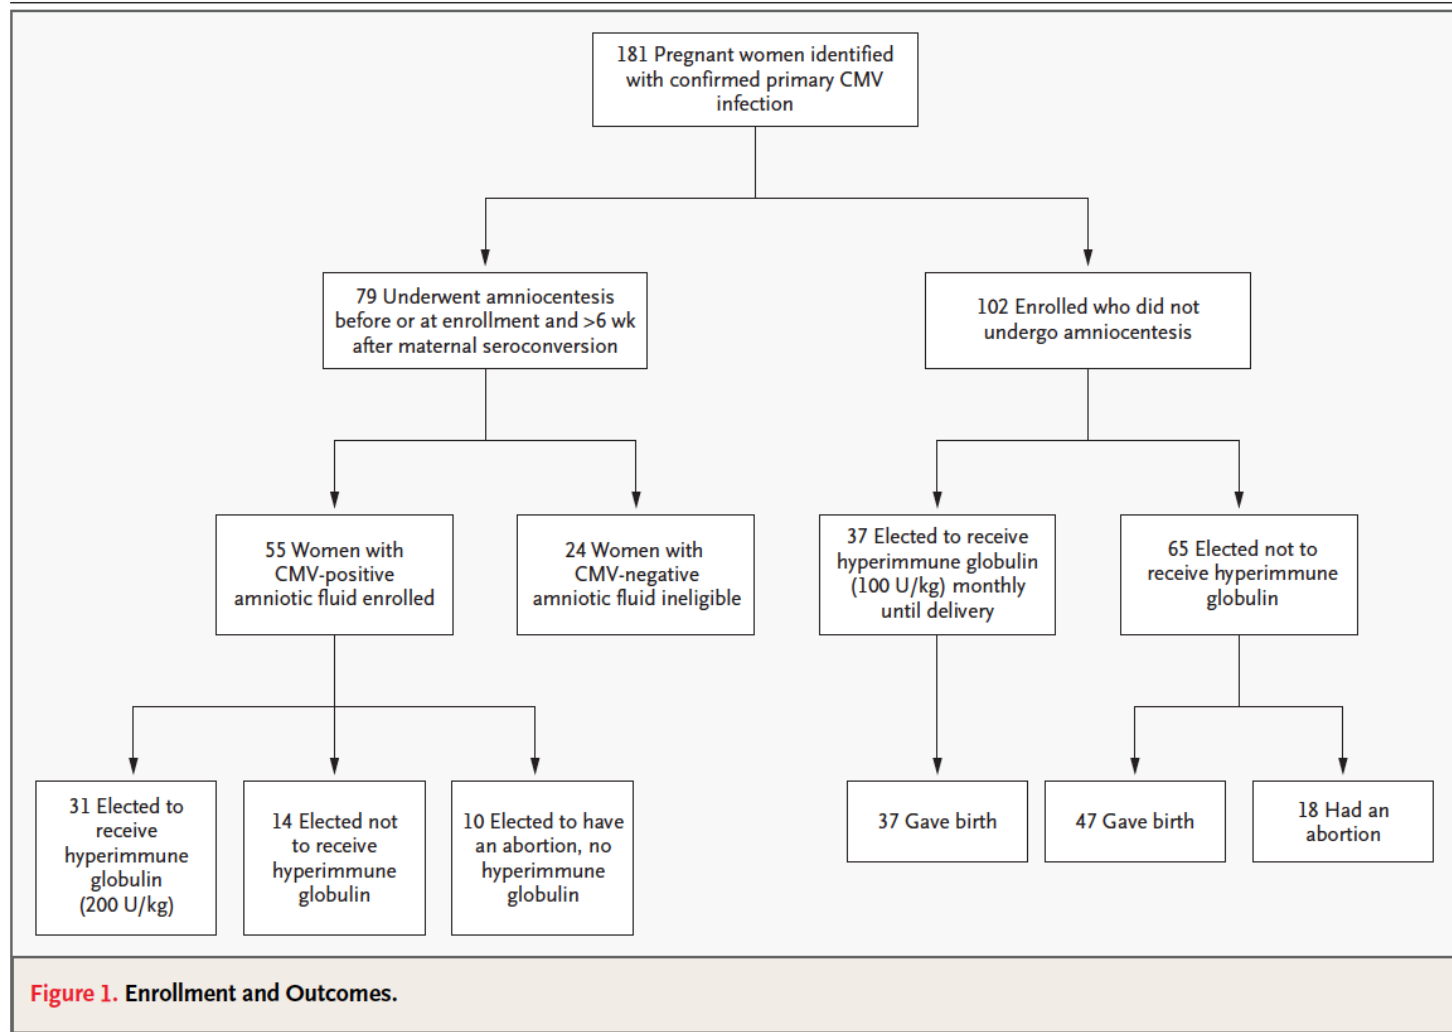 181 Pregnant women identified
with confirmed primary CMV
infection
79 Underwent amniocentesis
before or at enrollment and >6 wk
after maternal seroconversion
102 Enrolled who did not
undergo amniocentesis
55 Women with
CMV-positive
amniotic fluid enrolled
24 Women with
CMV-negative
amniotic fluid ineligible
37 Elected to receive
hyperimmune globulin
(100 U/kg) monthly
until delivery
65 Elected not to
receive hyperimmune
globulin
31 Elected to
receive
hyperimmune
globulin
(200 U/kg)
14 Elected not
to receive
hyperimmune
globulin
10 Elected to have
an abortion, no
hyperimmune
globulin
37 Gave birth
47 Gave birth
18 Had an
abortion
Figure 1. Enrollment and Outcomes.